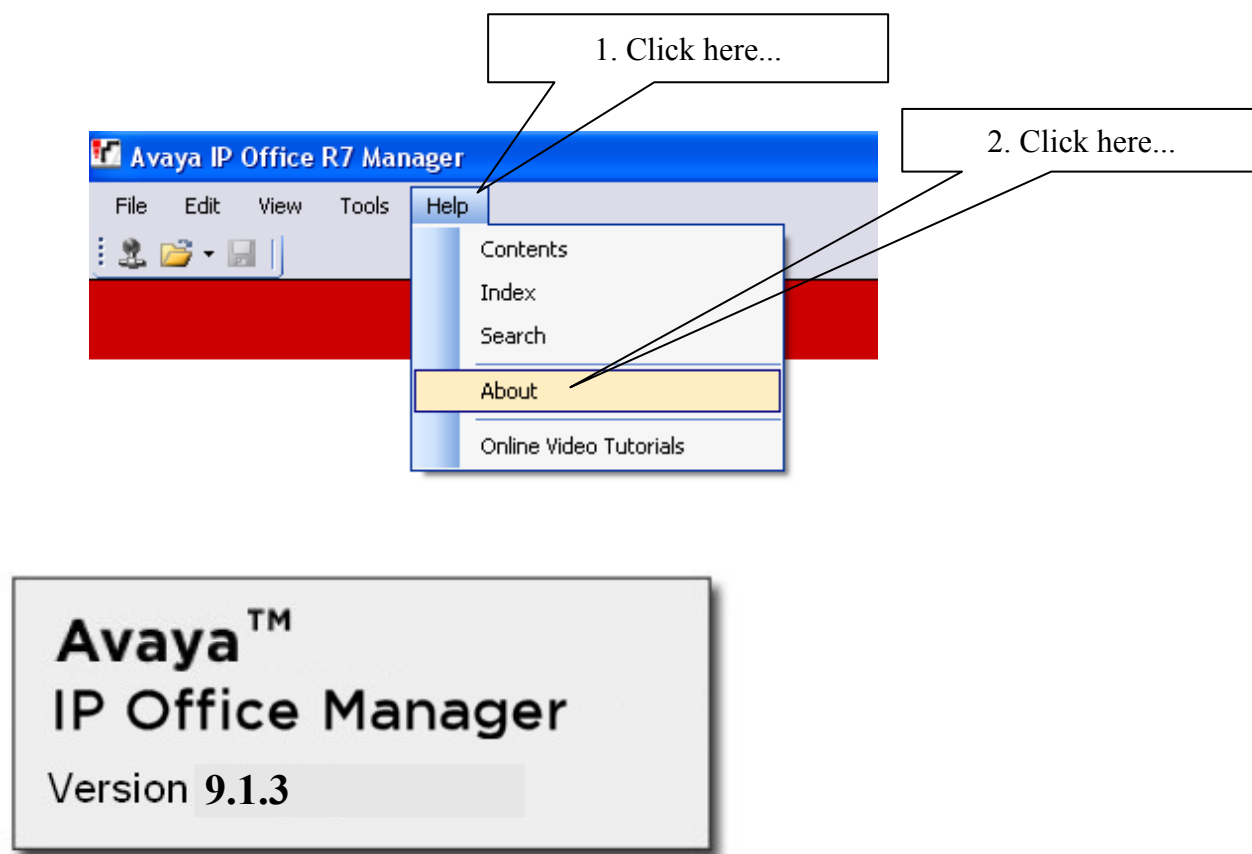 1. Click here...
2. Click here...
Avaya IP Office R7 Manager
File Edit View Tools Help
Contents
Index
Search
About
Online Video Tutorials
Avaya™
IP Office Manager
Version 9.1.3